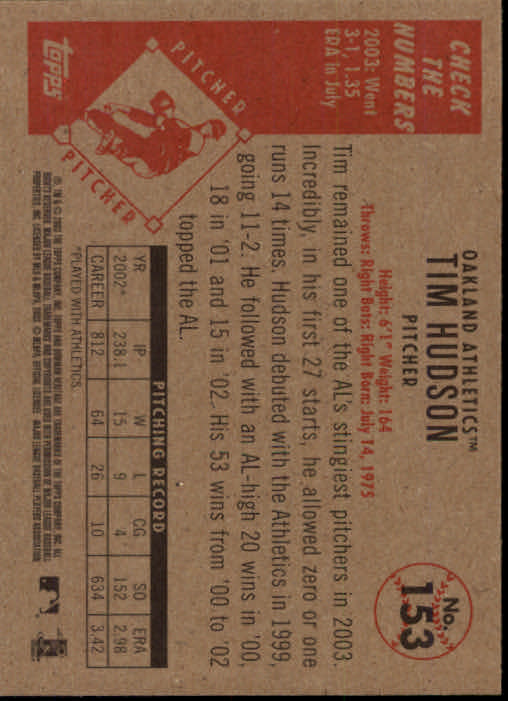 CHECK
THE
NUMBERS
2003: Went
3-1, 1.35
ERA in July
PITCHER
PITCHER
Topps
OAKLAND ATHLETICS™
TIM HUDSON
PITCHER
Height: 6'1" Weight: 164
Throws: Right Bats: Right Born: July 14, 1975
No.
153
Tim remained one of the AL's stingiest pitchers in 2003.
Incredibly, in his first 27 starts, he allowed zero or one
runs 14 times. Hudson debuted with the Athletics in 1999,
going 11-2. He followed with an AL-high 20 wins in '00,
18 in '01 and 15 in '02. His 53 wins from '00 to '02
topped the AL.
PITCHING RECORD
YR IP W L CG SO ERA
2002* 238.1 15 9 4 152 2.98
CAREER 812 64 26 10 634 3.42
*PLAYED WITH ATHLETICS.